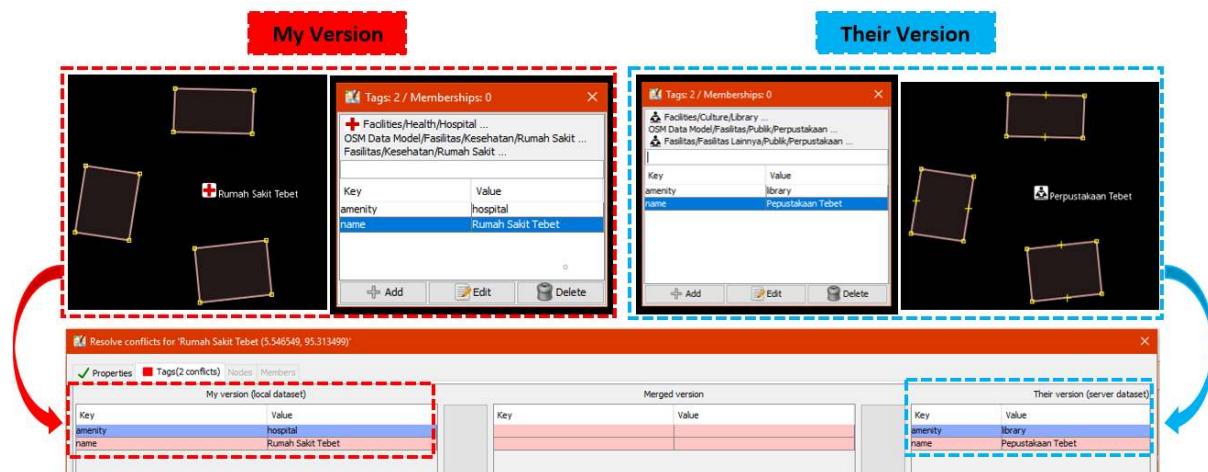 My Version
Their Version
Rumah Sakit Tebet
Tags: 2 / Memberships: 0
Facilities/Health/Hospital ...
OSM Data Model/Fasilitas/Kesehatan/Rumah Sakit ...
Fasilitas/Kesehatan/Rumah Sakit ...
Key Value
amenity hospital
name Rumah Sakit Tebet
Add Edit Delete
Tags: 2 / Memberships: 0
Facilities/Culture/Library ...
OSM Data Model/Fasilitas/Publik/Perpustakaan ...
Fasilitas/Fasilitas Lainnya/Publik/Perpustakaan ...
Key Value
amenity library
name Pepustakaan Tebet
Add Edit Delete
Perpustakaan Tebet
Resolve conflicts for 'Rumah Sakit Tebet (5.546549, 95.313499)'
Properties Tags(2 conflicts) Nodes Members
My version (local dataset) Merged version Their version (server dataset)
Key Value Key Value Key Value
amenity hospital amenity library
name Rumah Sakit Tebet name Pepustakaan Tebet